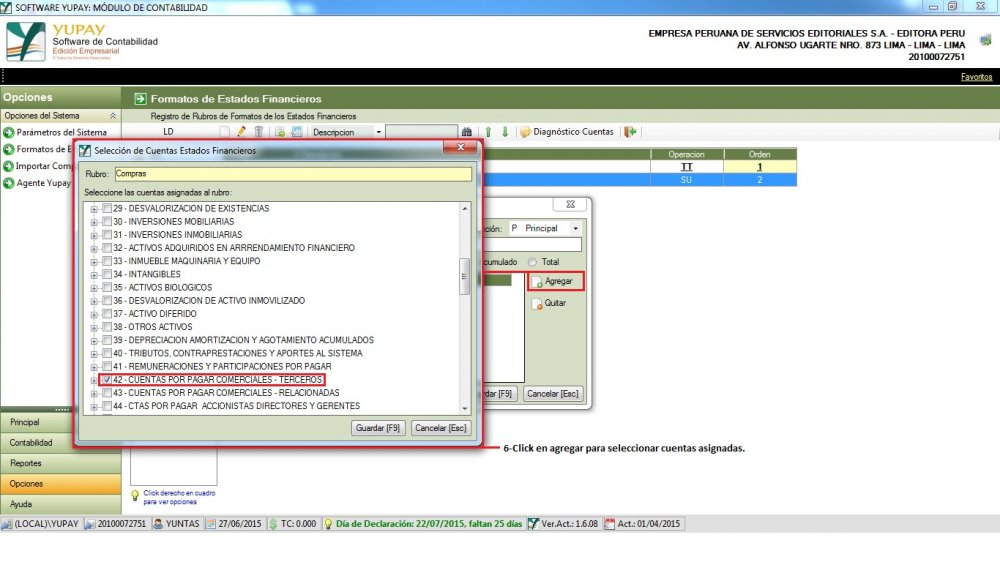 SOFTWARE YUPAY: MÓDULO DE CONTABILIDAD
YUPAY
Software de Contabilidad
Edición Empresarial
EMPRESA PERUANA DE SERVICIOS EDITORIALES S.A. - EDITORA PERU
AV. ALFONSO UGARTE NRO. 873 LIMA - LIMA - LIMA
20100072751
Favoritos
Opciones
Formatos de Estados Financieros
Opciones del Sistema
Registro de Rubros de Formatos de los Estados Financieros
Parámetros del Sistema
LD
Descripcion
Diagnóstico Cuentas
Formatos de E
Importar Com
Agente Yupay
Operacion
Orden
IT
1
SU
2
Selección de Cuentas Estados Financieros
Rubro:
Compras
Seleccione las cuentas asignadas al rubro:
29 - DESVALORIZACION DE EXISTENCIAS
30 - INVERSIONES MOBILIARIAS
31 - INVERSIONES INMOBILIARIAS
32 - ACTIVOS ADQUIRIDOS EN ARRRENDAMIENTO FINANCIERO
33 - INMUEBLE MAQUINARIA Y EQUIPO
34 - INTANGIBLES
35 - ACTIVOS BIOLOGICOS
36 - DESVALORIZACION DE ACTIVO INMOVILIZADO
37 - ACTIVO DIFERIDO
38 - OTROS ACTIVOS
39 - DEPRECIACION AMORTIZACION Y AGOTAMIENTO ACUMULADOS
40 - TRIBUTOS, CONTRAPRESTACIONES Y APORTES AL SISTEMA
41 - REMUNERACIONES Y PARTICIPACIONES POR PAGAR
42 - CUENTAS POR PAGAR COMERCIALES - TERCEROS
43 - CUENTAS POR PAGAR COMERCIALES - RELACIONADAS
44 - CTAS POR PAGAR ACCIONISTAS DIRECTORES Y GERENTES
Guardar [F9]
Cancelar [Esc]
ción:
P Principal
cumulado
Total
Agregar
Quitar
dar [F9]
Cancelar [Esc]
6-Click en agregar para seleccionar cuentas asignadas.
Principal
Contabilidad
Reportes
Opciones
Ayuda
Click derecho en cuadro
para ver opciones
(LOCAL)\YUPAY
20100072751
YUNTAS
27/06/2015
TC: 0.000
Día de Declaración: 22/07/2015, faltan 25 días
Ver.Act.: 1.6.08
Act.: 01/04/2015